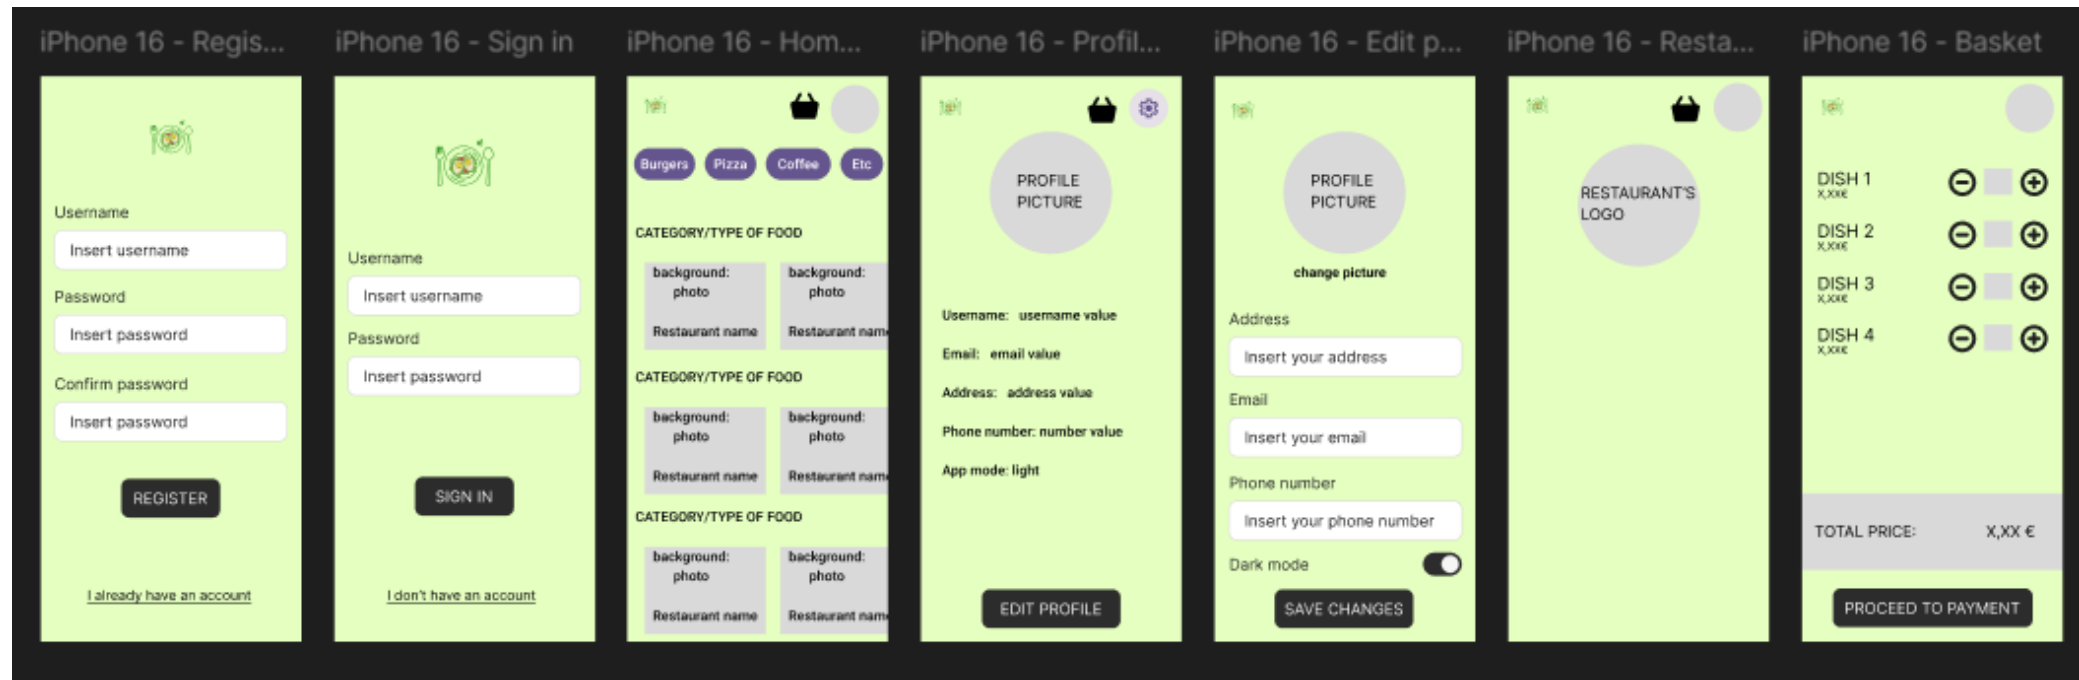 iPhone 16 - Regis...
Username
Insert username
Password
Insert password
Confirm password
Insert password
REGISTER
I already have an account
iPhone 16 - Sign in
Username
Insert username
Password
Insert password
SIGN IN
I don't have an account
iPhone 16 - Hom...
Burgers Pizza Coffee Etc
CATEGORY/TYPE OF FOOD
background: background:
photo photo
Restaurant name Restaurant nam
CATEGORY/TYPE OF FOOD
background: background:
photo photo
Restaurant name Restaurant nam
CATEGORY/TYPE OF FOOD
background: background:
photo photo
Restaurant name Restaurant nam
iPhone 16 - Profil...
PROFILE
PICTURE
Username: username value
Email: email value
Address: address value
Phone number: number value
App mode: light
EDIT PROFILE
iPhone 16 - Edit p...
PROFILE
PICTURE
change picture
Address
Insert your address
Email
Insert your email
Phone number
Insert your phone number
Dark mode
SAVE CHANGES
iPhone 16 - Resta...
RESTAURANT'S
LOGO
iPhone 16 - Basket
DISH 1
X,XX€
DISH 2
X,XX€
DISH 3
X,XX€
DISH 4
X,XX€
TOTAL PRICE: X,XX €
PROCEED TO PAYMENT